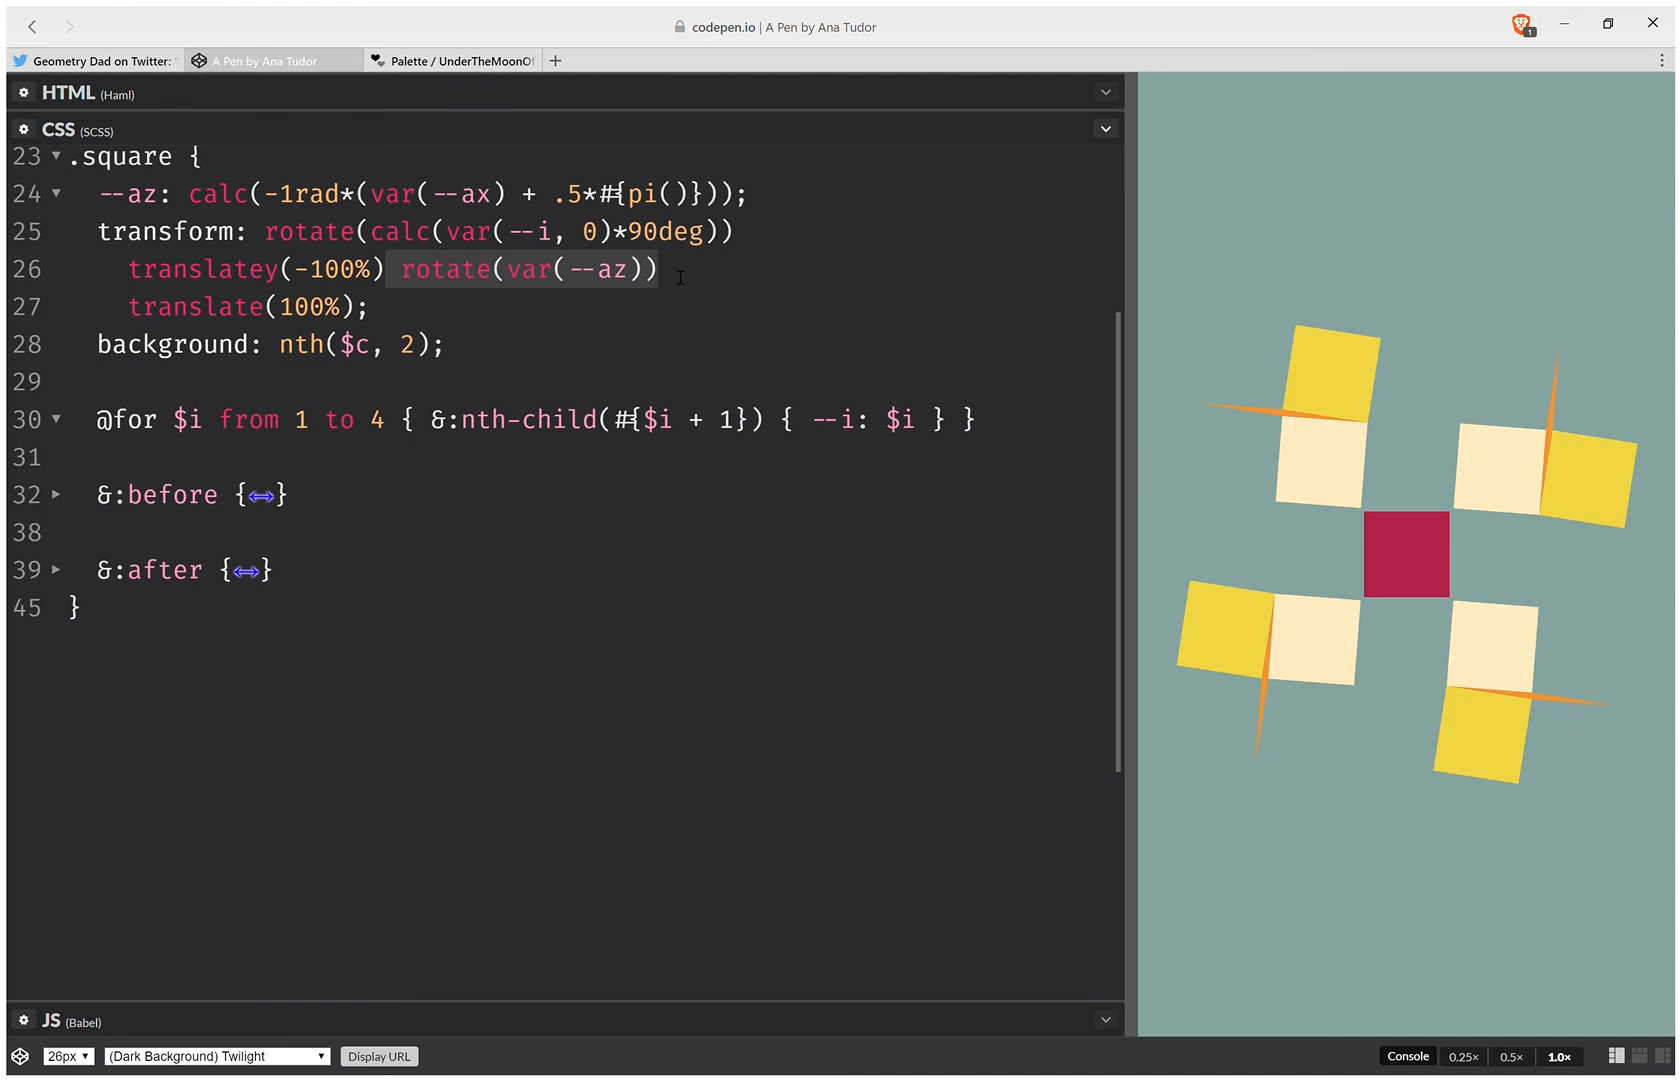 codepen.io | A Pen by Ana Tudor
1
Geometry Dad on Twitter:
A Pen by Ana Tudor
Palette / UnderTheMoonOf
HTML (Haml)
CSS (SCSS)
23 .square {
24 --az: calc(-1rad*(var(--ax) + .5*#{pi()}));
25 transform: rotate(calc(var(--i, 0)*90deg))
26 translatey(-100%) rotate(var(--az))
27 translate(100%);
28 background: nth($c, 2);
29
30 @for $i from 1 to 4 { &:nth-child(#{$i + 1}) { --i: $i } }
31
32 &:before {↔}
38
39 &:after {↔}
45 }
JS (Babel)
26px
(Dark Background) Twilight
Display URL
Console
0.25×
0.5×
1.0×